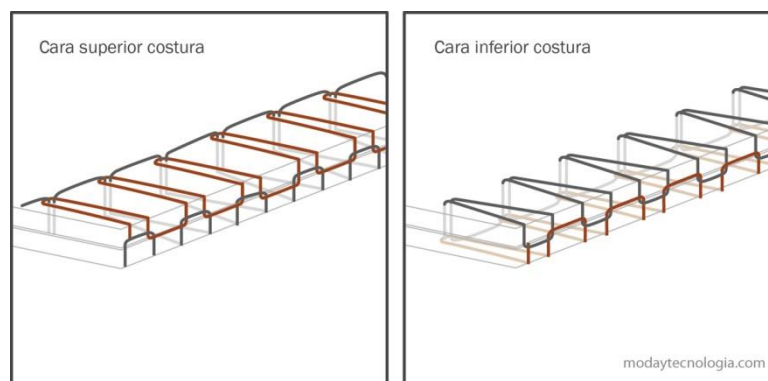 Cara superior costura
Cara inferior costura
modaytecnologia.com